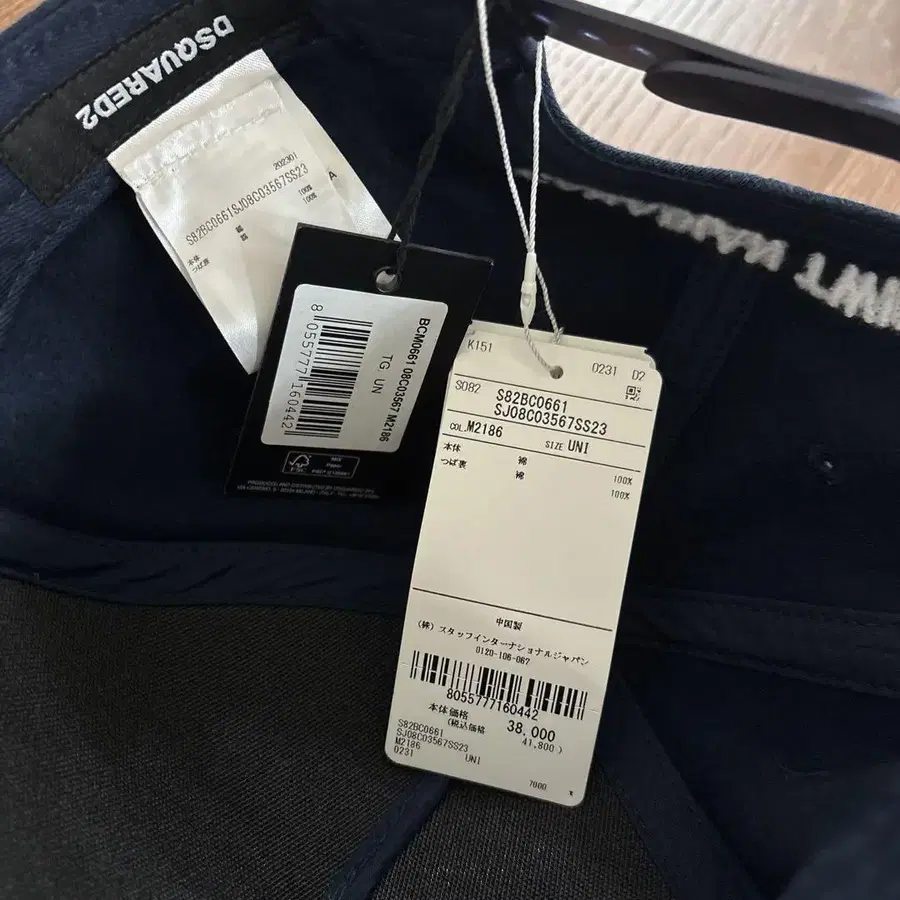 DSQUARED2
202301
S82BC0661SJ08C03567SS23
100%
100%
A
本体 綿
つば裏 綿
BCM0661 08C03567 M2186
TG. UN
8 055777 160442
FSC
MIX
Paper
K151 0231 D2
S082 S82BC0661
SJ08C03567SS23
COL.M2186 SIZE UNI
本体 綿 100%
つば裏 綿 100%
中国製
(株)スタッフインターナショナルジャパン
0120-106-067
8055777160442
本体価格 38,000
(税込価格 41,800)
S82BC0661
SJ08C03567SS23
M2186 UNI
0231
7000